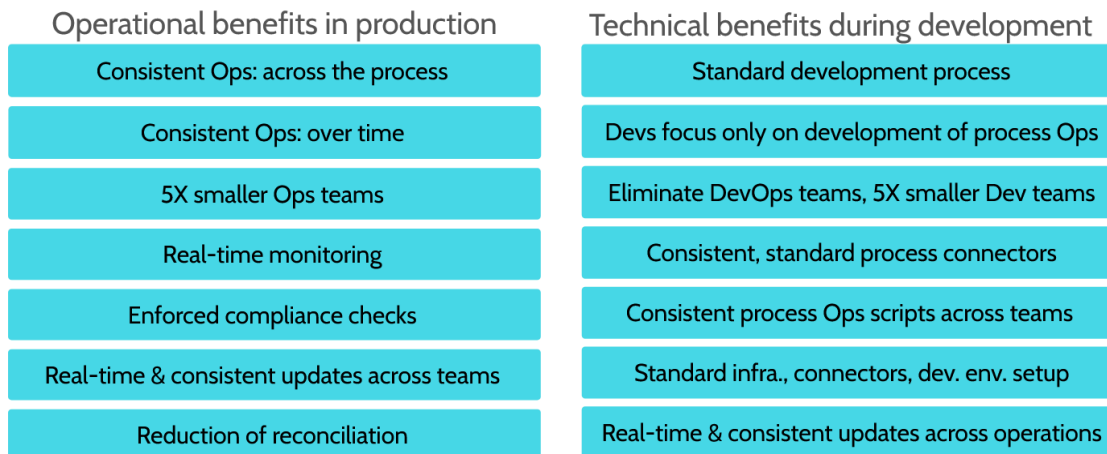 Operational benefits in production
Consistent Ops: across the process
Consistent Ops: over time
5X smaller Ops teams
Real-time monitoring
Enforced compliance checks
Real-time & consistent updates across teams
Reduction of reconciliation
Technical benefits during development
Standard development process
Devs focus only on development of process Ops
Eliminate DevOps teams, 5X smaller Dev teams
Consistent, standard process connectors
Consistent process Ops scripts across teams
Standard infra., connectors, dev. env. setup
Real-time & consistent updates across operations